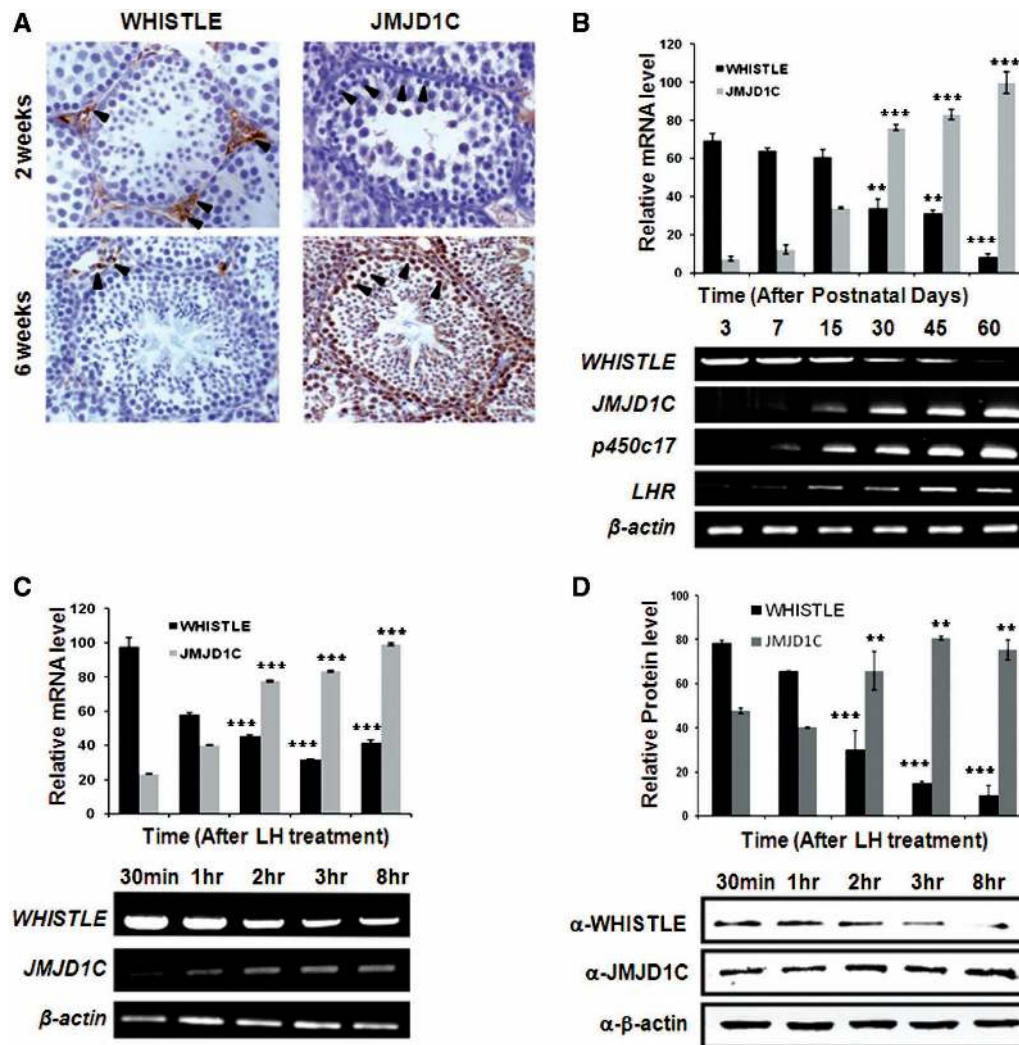 A
WHISTLE
JMJD1C
2 weeks
6 weeks
B
120
100
80
60
40
20
0
Relative mRNA level
WHISTLE
JMJD1C
**
***
**
***
***
***
Time (After Postnatal Days)
3 7 15 30 45 60
WHISTLE
JMJD1C
p450c17
LHR
β-actin
C
120
100
80
60
40
20
0
Relative mRNA level
WHISTLE
JMJD1C
***
***
***
***
***
***
Time (After LH treatment)
30min 1hr 2hr 3hr 8hr
WHISTLE
JMJD1C
β-actin
D
100
80
60
40
20
0
Relative Protein level
WHISTLE
JMJD1C
***
**
***
**
***
**
Time (After LH treatment)
30min 1hr 2hr 3hr 8hr
α-WHISTLE
α-JMJD1C
α-β-actin